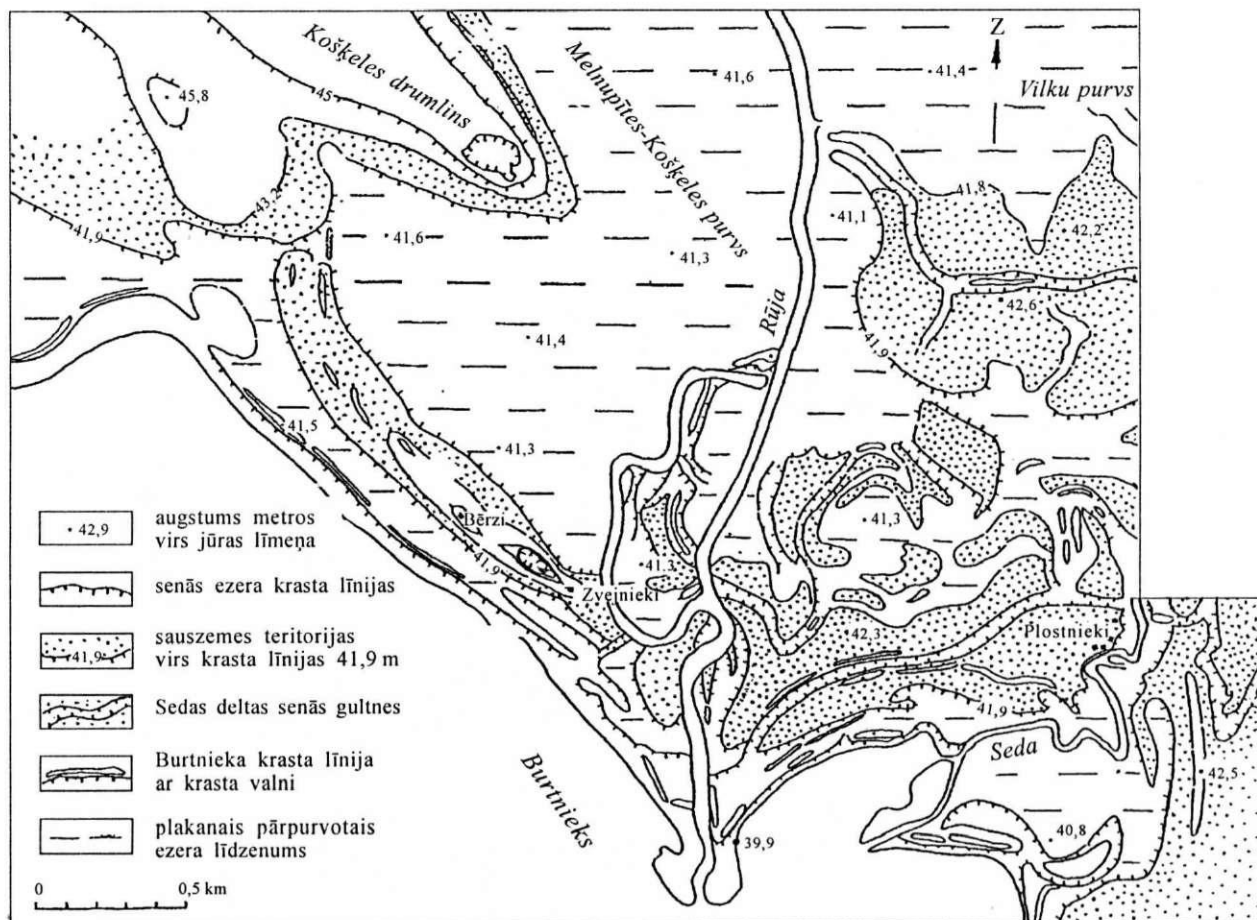 Košķeles drumlins
45,8
45
Melnupītes-Košķeles purvs
41,6
41,4
Z
Vilku purvs
43,2
41,9
41,6
41,3
41,1
41,8
42,2
42,6
41,9
Rūja
41,4
41,5
41,3
41,3
Bērzi
41,9
Zvejnieki
41,3
42,3
Plostnieki
41,9
Seda
42,5
40,8
39,9
Burtnieks
42,9
augstums metros
virs jūras līmeņa
senās ezera krasta līnijas
41,9
sauszemes teritorijas
virs krasta līnijas 41,9 m
Sedas deltas senās gultnes
Burtnieka krasta līnija
ar krasta valni
plakanais pārpurvotais
ezera līdzenums
0 0,5 km